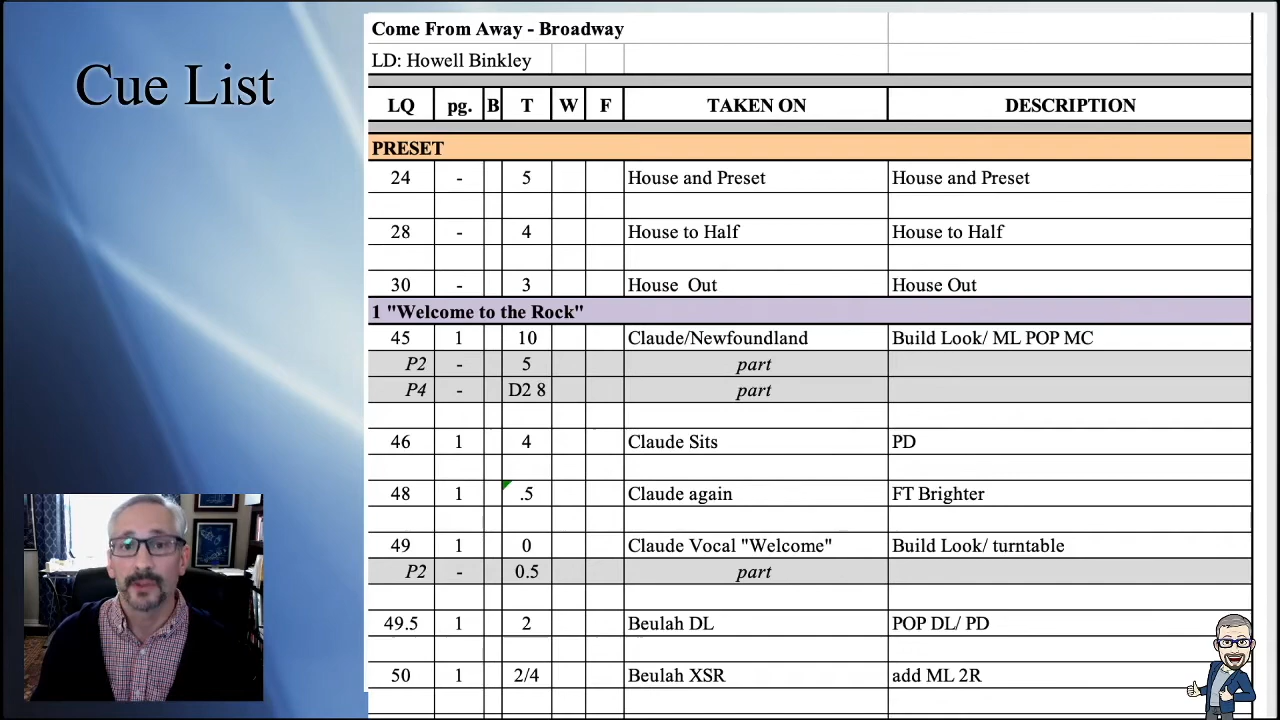 Cue List
Come From Away - Broadway
LD: Howell Binkley
LQ pg. B T W F TAKEN ON DESCRIPTION
PRESET
24 - 5 House and Preset House and Preset
28 - 4 House to Half House to Half
30 - 3 House Out House Out
1 "Welcome to the Rock"
45 1 10 Claude/Newfoundland Build Look/ ML POP MC
P2 - 5 part
P4 - D2 8 part
46 1 4 Claude Sits PD
48 1 .5 Claude again FT Brighter
49 1 0 Claude Vocal "Welcome" Build Look/ turntable
P2 - 0.5 part
49.5 1 2 Beulah DL POP DL/ PD
50 1 2/4 Beulah XSR add ML 2R